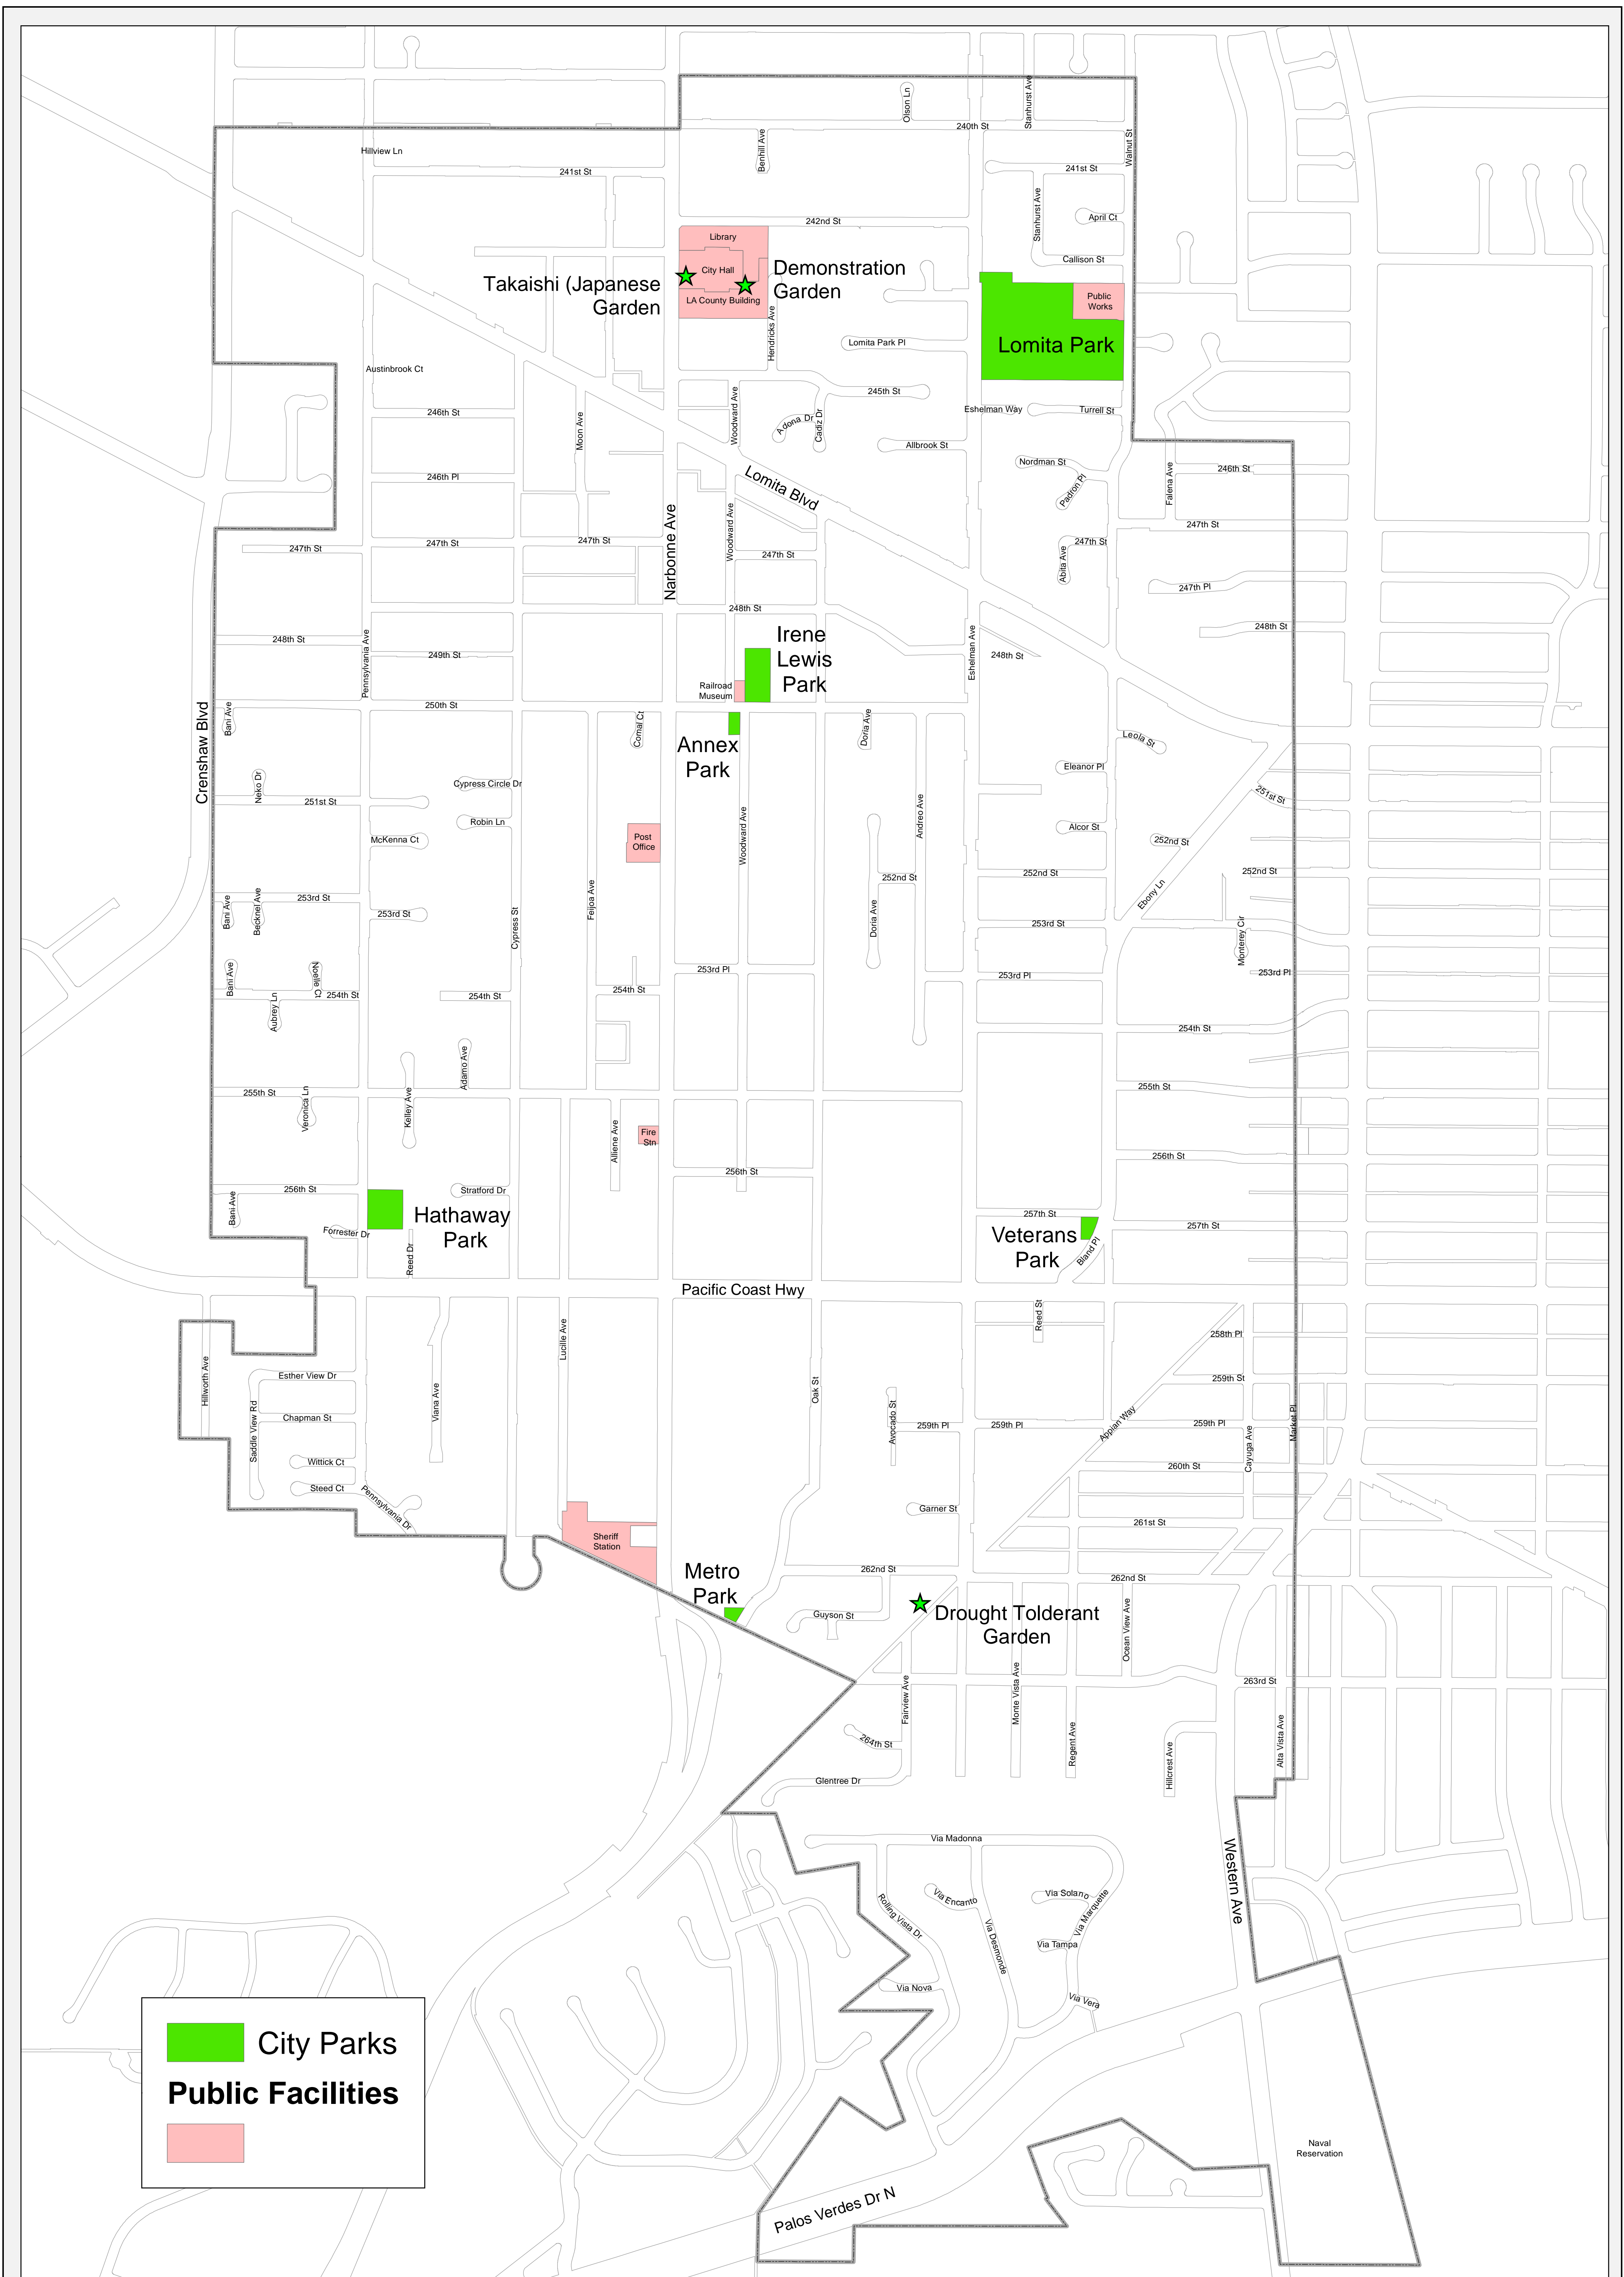 Olson Ln
Stanhurst Ave
240th St
Benhill Ave
Walnut St
Hillview Ln
241st St
241st St
Stanhurst Ave
April Ct
242nd St
Library
Callison St
City Hall
Takaishi (Japanese
Garden
Demonstration
Garden
LA County Building
Public
Works
Hendricks Ave
Lomita Park Pl
Lomita Park
Austinbrook Ct
245th St
Woodward Ave
Adona Dr
Cadiz Dr
Eshelman Way
Turrell St
246th St
Moon Ave
Allbrook St
Nordman St
Padron Pl
Falena Ave
246th St
246th Pl
Lomita Blvd
Narbonne Ave
Woodward Ave
247th St
247th St
247th St
247th St
247th St
247th St
Abita Ave
247th Pl
248th St
248th St
248th St
248th St
Pennsylvania Ave
249th St
Irene
Lewis
Park
Eshelman Ave
Railroad
Museum
Crenshaw Blvd
Bani Ave
250th St
Comal Ct
Annex
Park
Doria Ave
Leola St
Eleanor Pl
Neko Dr
251st St
Cypress Circle Dr
251st St
Robin Ln
McKenna Ct
Post
Office
Woodward Ave
Andreo Ave
Alcor St
252nd St
252nd St
252nd St
252nd St
Ebony Ln
Bani Ave
Becknel Ave
253rd St
253rd St
Cypress St
Feijoa Ave
Doria Ave
253rd St
Monterey Cir
Bani Ave
Noelle Ct
253rd Pl
253rd Pl
253rd Pl
Aubrey Ln
254th St
254th St
254th St
254th St
Adamo Ave
255th St
Veronica Ln
Kelley Ave
255th St
Alliene Ave
Fire
Stn
256th St
256th St
256th St
Bani Ave
Stratford Dr
Forrester Dr
Hathaway
Park
Reed Dr
257th St
257th St
Veterans
Park
Bland Pl
Pacific Coast Hwy
Hillworth Ave
Lucille Ave
Reed St
258th Pl
Esther View Dr
Viana Ave
Oak St
259th St
Saddle View Rd
Chapman St
Avocado St
259th Pl
259th Pl
Appian Way
259th Pl
Cayuga Ave
Market Pl
Wittick Ct
260th St
Steed Ct
Pennsylvania Dr
Garner St
261st St
Sheriff
Station
Metro
Park
262nd St
262nd St
Guyson St
Drought Tolderant
Garden
Ocean View Ave
Fairview Ave
Monte Vista Ave
263rd St
264th St
Regent Ave
Hillcrest Ave
Alta Vista Ave
Glentree Dr
Via Madonna
Western Ave
Rolling Vista Dr
Via Encanto
Via Desmonde
Via Solano
Via Marquette
Via Tampa
Via Nova
Via Vera
City Parks
Public Facilities
Naval
Reservation
Palos Verdes Dr N